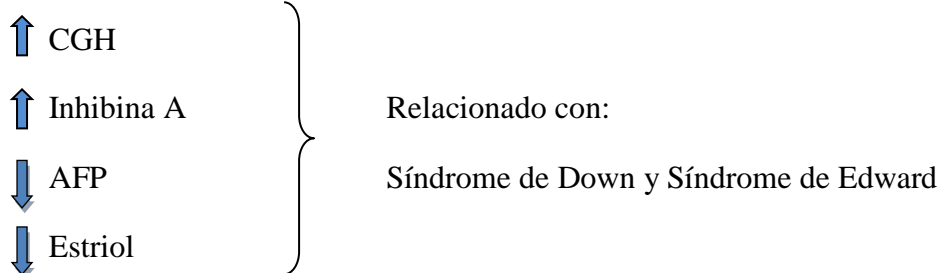 CGH
Inhibina A
Relacionado con:
AFP
Síndrome de Down y Síndrome de Edward
Estriol